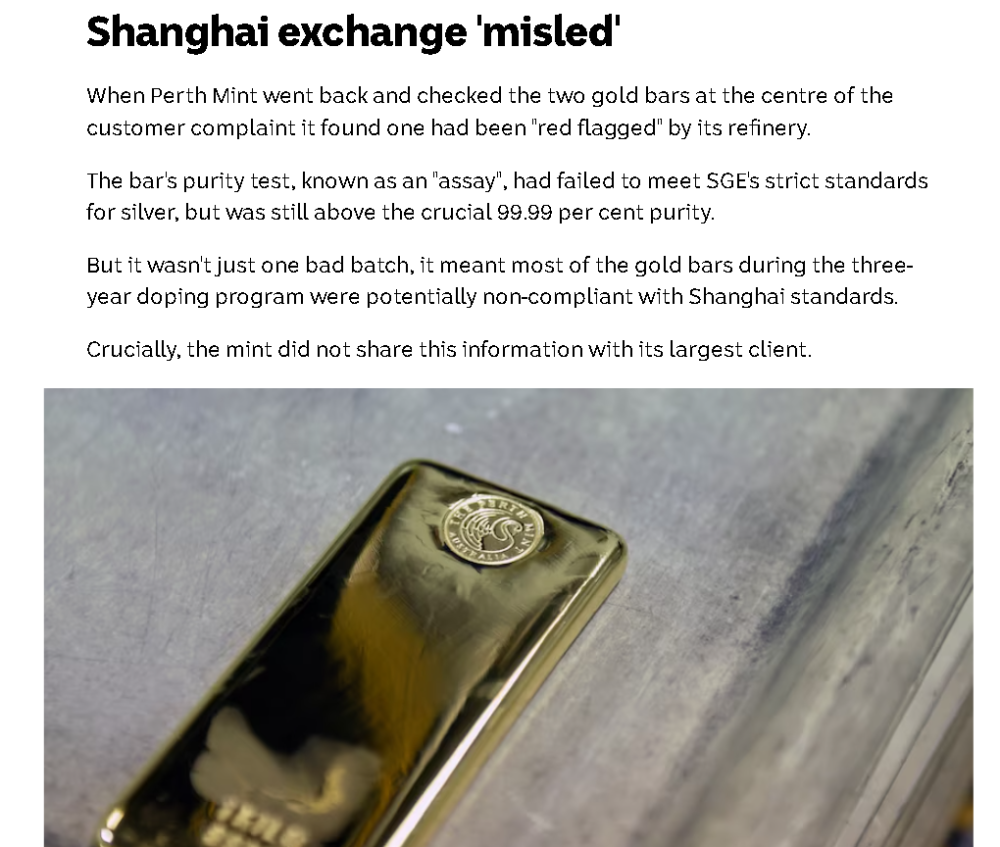 Shanghai exchange 'misled'
When Perth Mint went back and checked the two gold bars at the centre of the
customer complaint it found one had been "red flagged" by its refinery.
The bar's purity test, known as an "assay", had failed to meet SGE's strict standards
for silver, but was still above the crucial 99.99 per cent purity.
But it wasn't just one bad batch, it meant most of the gold bars during the three-
year doping program were potentially non-compliant with Shanghai standards.
Crucially, the mint did not share this information with its largest client.
THE PERTH MINT
AUSTRALIA